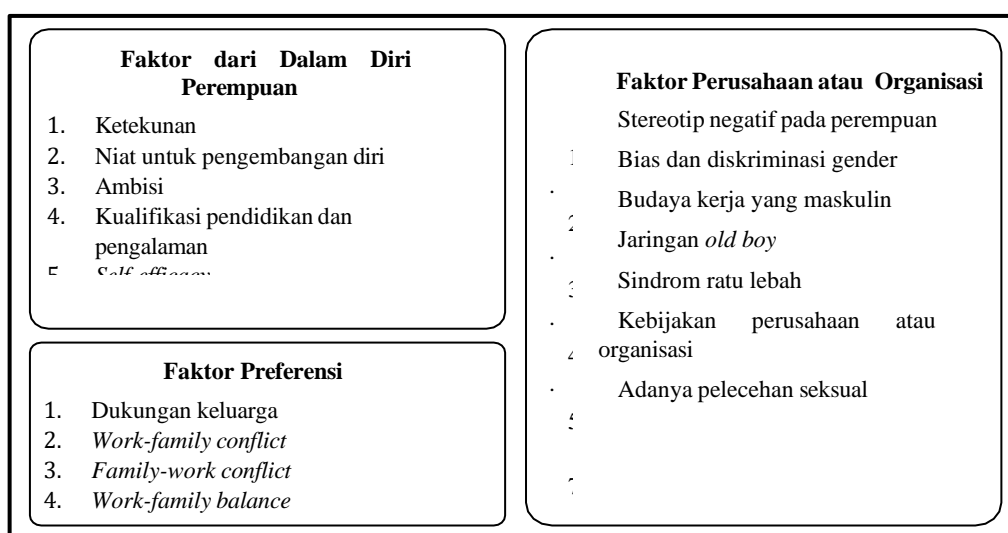 Faktor dari Dalam Diri
Perempuan
1. Ketekunan
2. Niat untuk pengembangan diri
3. Ambisi
4. Kualifikasi pendidikan dan
pengalaman
Faktor Preferensi
1. Dukungan keluarga
2. Work-family conflict
3. Family-work conflict
4. Work-family balance
Faktor Perusahaan atau Organisasi
Stereotip negatif pada perempuan
Bias dan diskriminasi gender
Budaya kerja yang maskulin
Jaringan old boy
Sindrom ratu lebah
Kebijakan perusahaan atau
organisasi
Adanya pelecehan seksual